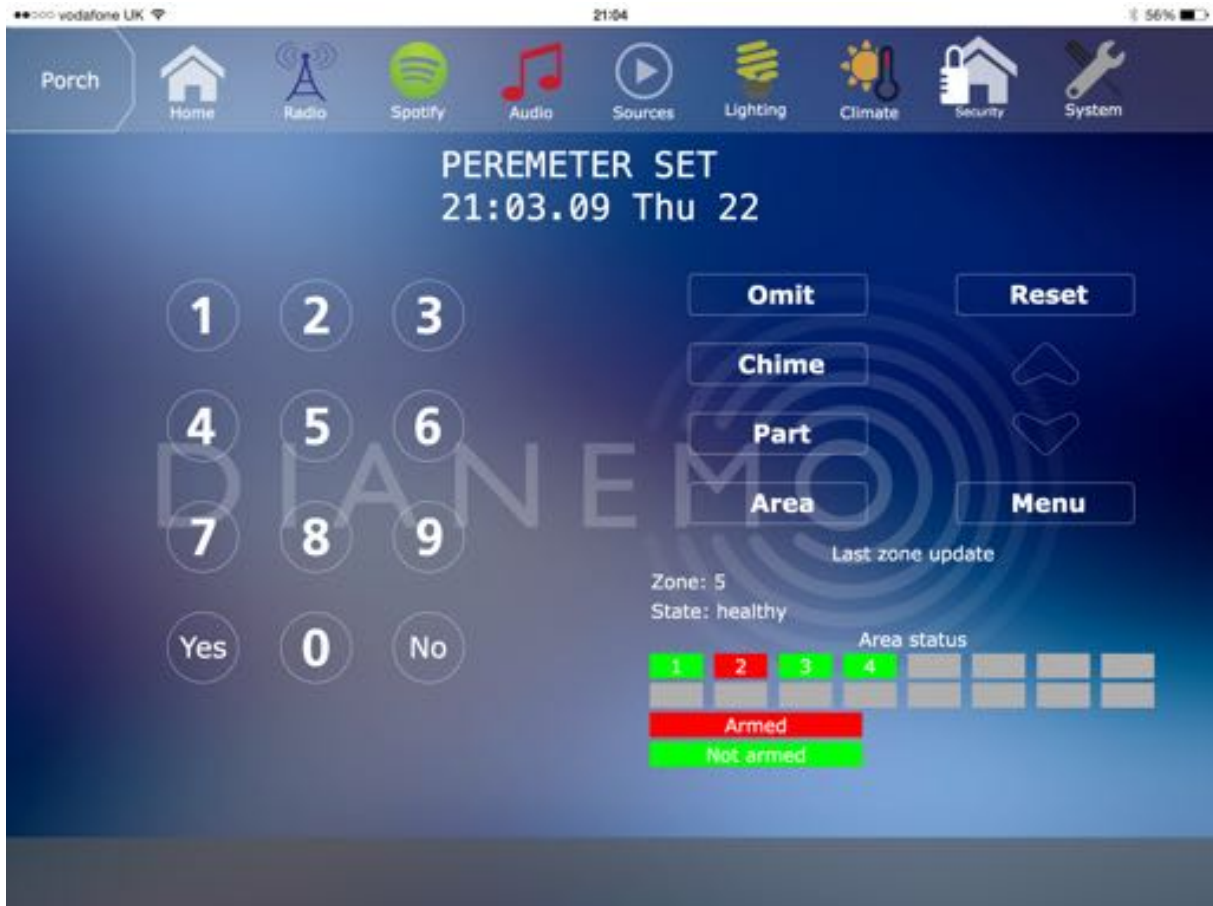 vodafone UK 21:04 56%
Porch
Home Radio Spotify Audio Sources Lighting Climate Security System
PEREMETER SET
21:03.09 Thu 22
1 2 3
Omit Reset
Chime
4 5 6
Part
DIANEMO
Area Menu
7 8 9
Last zone update
Zone: 5
State: healthy
Yes 0 No
Area status
1 2 3 4
Armed
Not armed